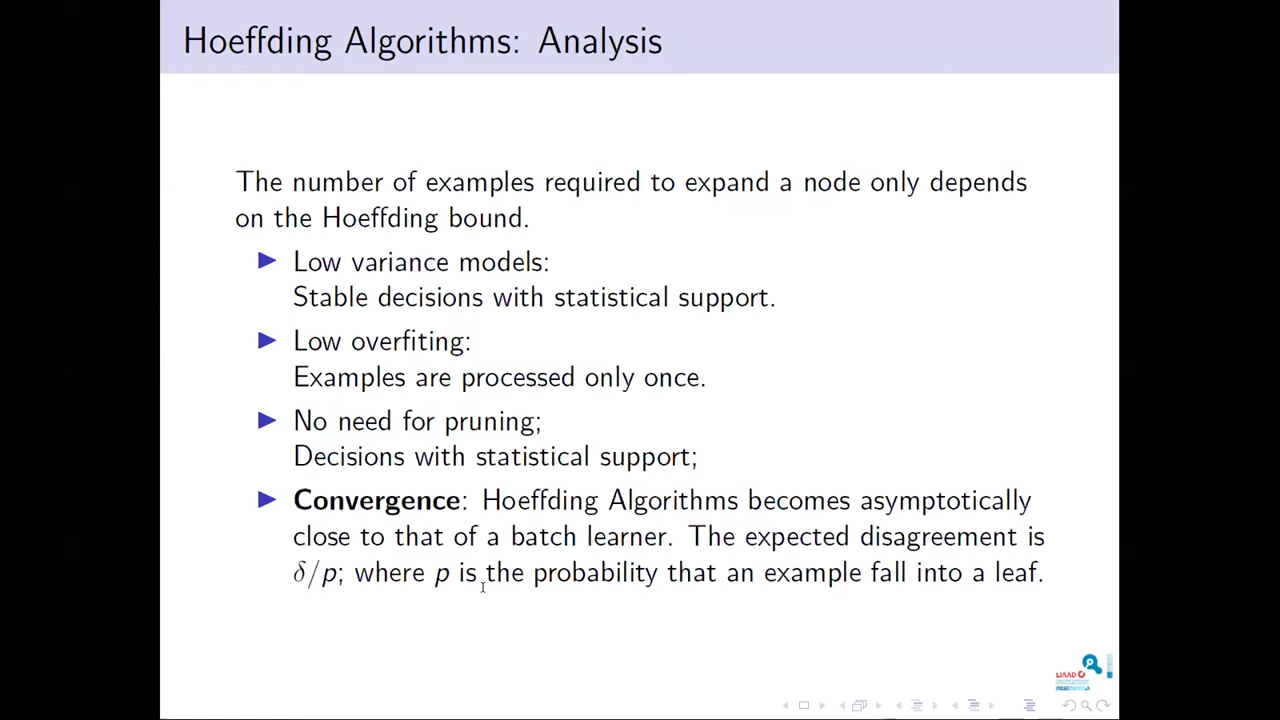 Hoeffding Algorithms: Analysis
The number of examples required to expand a node only depends
on the Hoeffding bound.
Low variance models:
Stable decisions with statistical support.
Low overfiting:
Examples are processed only once.
No need for pruning;
Decisions with statistical support;
Convergence: Hoeffding Algorithms becomes asymptotically
close to that of a batch learner. The expected disagreement is
δ/p; where p is the probability that an example fall into a leaf.
LIAAD